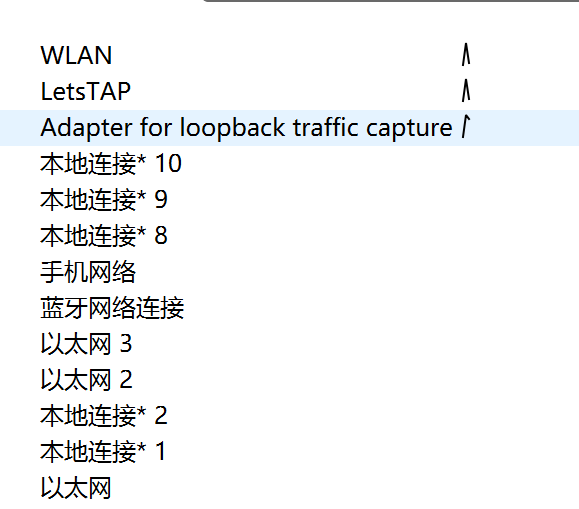 WLAN
LetsTAP
Adapter for loopback traffic capture
本地连接* 10
本地连接* 9
本地连接* 8
手机网络
蓝牙网络连接
以太网 3
以太网 2
本地连接* 2
本地连接* 1
以太网